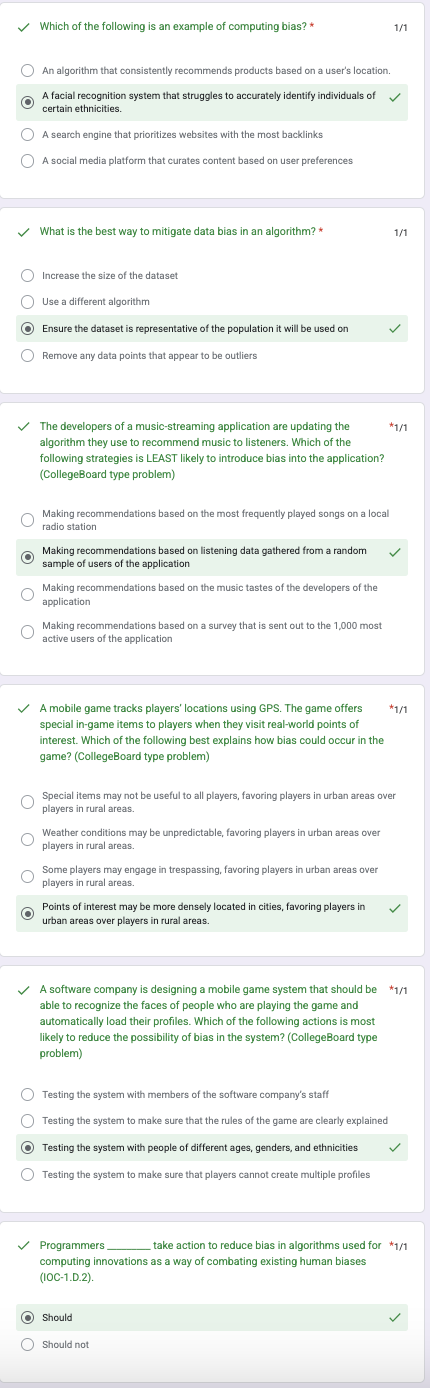 Which of the following is an example of computing bias? *
1/1
An algorithm that consistently recommends products based on a user's location.
A facial recognition system that struggles to accurately identify individuals of
certain ethnicities.
A search engine that prioritizes websites with the most backlinks
A social media platform that curates content based on user preferences
What is the best way to mitigate data bias in an algorithm? *
1/1
Increase the size of the dataset
Use a different algorithm
Ensure the dataset is representative of the population it will be used on
Remove any data points that appear to be outliers
The developers of a music-streaming application are updating the
*1/1
algorithm they use to recommend music to listeners. Which of the
following strategies is LEAST likely to introduce bias into the application?
(CollegeBoard type problem)
Making recommendations based on the most frequently played songs on a local
radio station
Making recommendations based on listening data gathered from a random
sample of users of the application
Making recommendations based on the music tastes of the developers of the
application
Making recommendations based on a survey that is sent out to the 1,000 most
active users of the application
A mobile game tracks players' locations using GPS. The game offers
*1/1
special in-game items to players when they visit real-world points of
interest. Which of the following best explains how bias could occur in the
game? (CollegeBoard type problem)
Special items may not be useful to all players, favoring players in urban areas over
players in rural areas.
Weather conditions may be unpredictable, favoring players in urban areas over
players in rural areas.
Some players may engage in trespassing, favoring players in urban areas over
players in rural areas.
Points of interest may be more densely located in cities, favoring players in
urban areas over players in rural areas.
A software company is designing a mobile game system that should be
*1/1
able to recognize the faces of people who are playing the game and
automatically load their profiles. Which of the following actions is most
likely to reduce the possibility of bias in the system? (CollegeBoard type
problem)
Testing the system with members of the software company's staff
Testing the system to make sure that the rules of the game are clearly explained
Testing the system with people of different ages, genders, and ethnicities
Testing the system to make sure that players cannot create multiple profiles
Programmers ________ take action to reduce bias in algorithms used for
*1/1
computing innovations as a way of combating existing human biases
(IOC-1.D.2).
Should
Should not